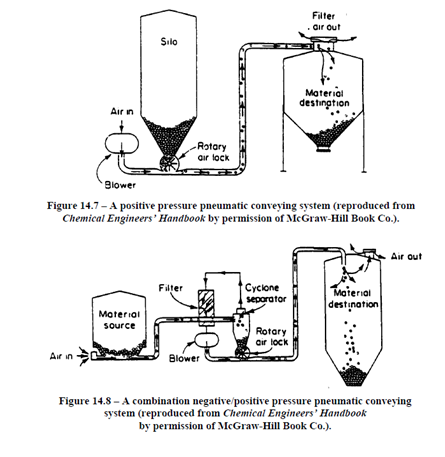 Filter
air out
Silo
Material
destination
Air in
Rotary
air lock
Blower
Figure 14.7 – A positive pressure pneumatic conveying system (reproduced from
Chemical Engineers' Handbook by permission of McGraw-Hill Book Co.).
Air out
Filter
Cyclone
separator
Material
source
Material
destination
Rotary
air lock
Air in
Blower
Figure 14.8 – A combination negative/positive pressure pneumatic conveying
system (reproduced from Chemical Engineers' Handbook
by permission of McGraw-Hill Book Co.).